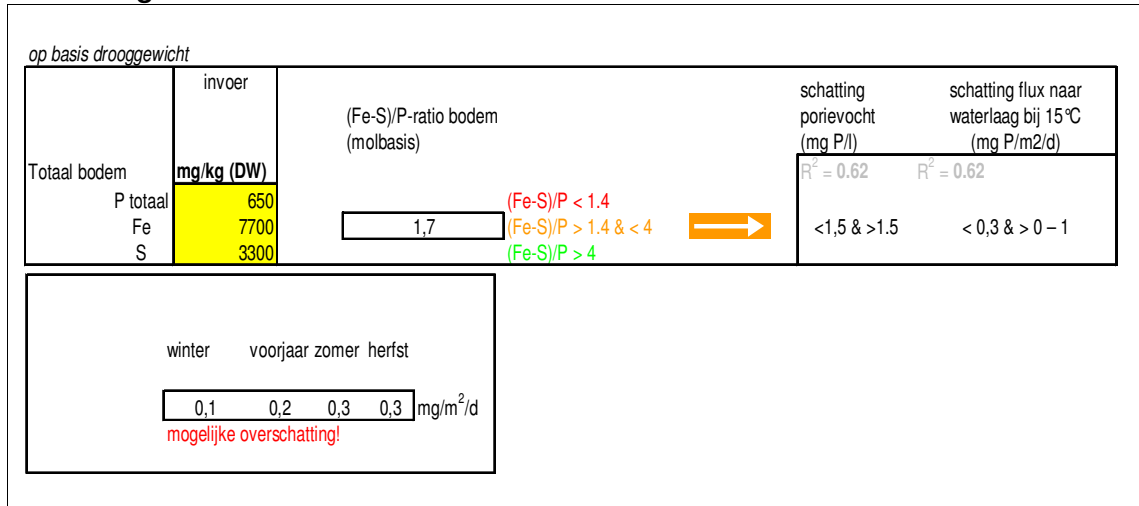 op basis drooggewicht
invoer
schatting porievocht (mg P/l)
schatting flux naar waterlaag bij 15°C (mg P/m2/d)
(Fe-S)/P-ratio bodem (molbasis)
Totaal bodem mg/kg (DW)
R² = 0.62 R² = 0.62
P totaal 650 (Fe-S)/P < 1.4
Fe 7700 1,7 (Fe-S)/P > 1.4 & < 4 <1,5 & >1.5 < 0,3 & > 0 – 1
S 3300 (Fe-S)/P > 4
winter voorjaar zomer herfst
0,1 0,2 0,3 0,3 mg/m²/d
mogelijke overschatting!